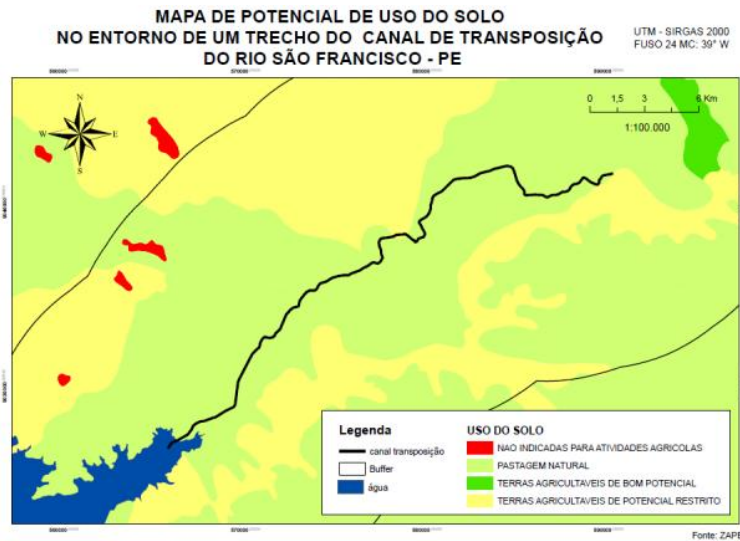 MAPA DE POTENCIAL DE USO DO SOLO
NO ENTORNO DE UM TRECHO DO CANAL DE TRANSPOSIÇÃO
DO RIO SÃO FRANCISCO - PE
UTM - SIRGAS 2000
FUSO 24 MC: 39° W
N
W
E
S
0 1,5 3 6 Km
1:100.000
Legenda
canal transposição
Buffer
água
USO DO SOLO
NAO INDICADAS PARA ATIVIDADES AGRICOLAS
PASTAGEM NATURAL
TERRAS AGRICULTAVEIS DE BOM POTENCIAL
TERRAS AGRICULTAVEIS DE POTENCIAL RESTRITO
Fonte: ZAPE